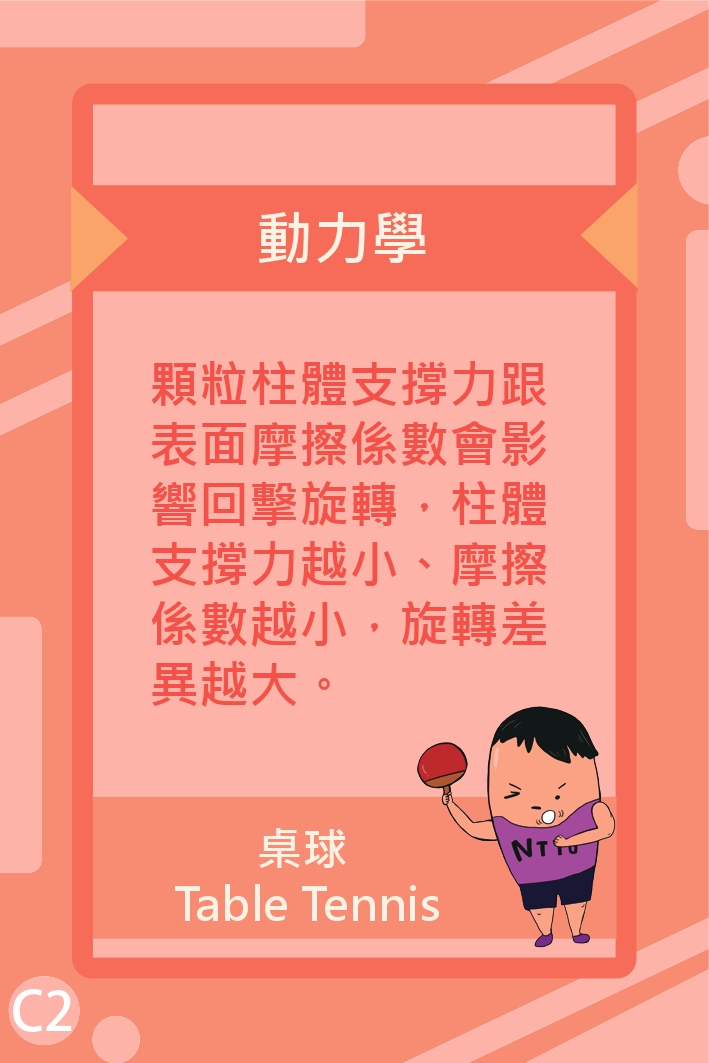 動力學
顆粒柱體支撐力跟
表面摩擦係數會影
響回擊旋轉，柱體
支撐力越小、摩擦
係數越小，旋轉差
異越大。
NTTU
桌球
Table Tennis
C2